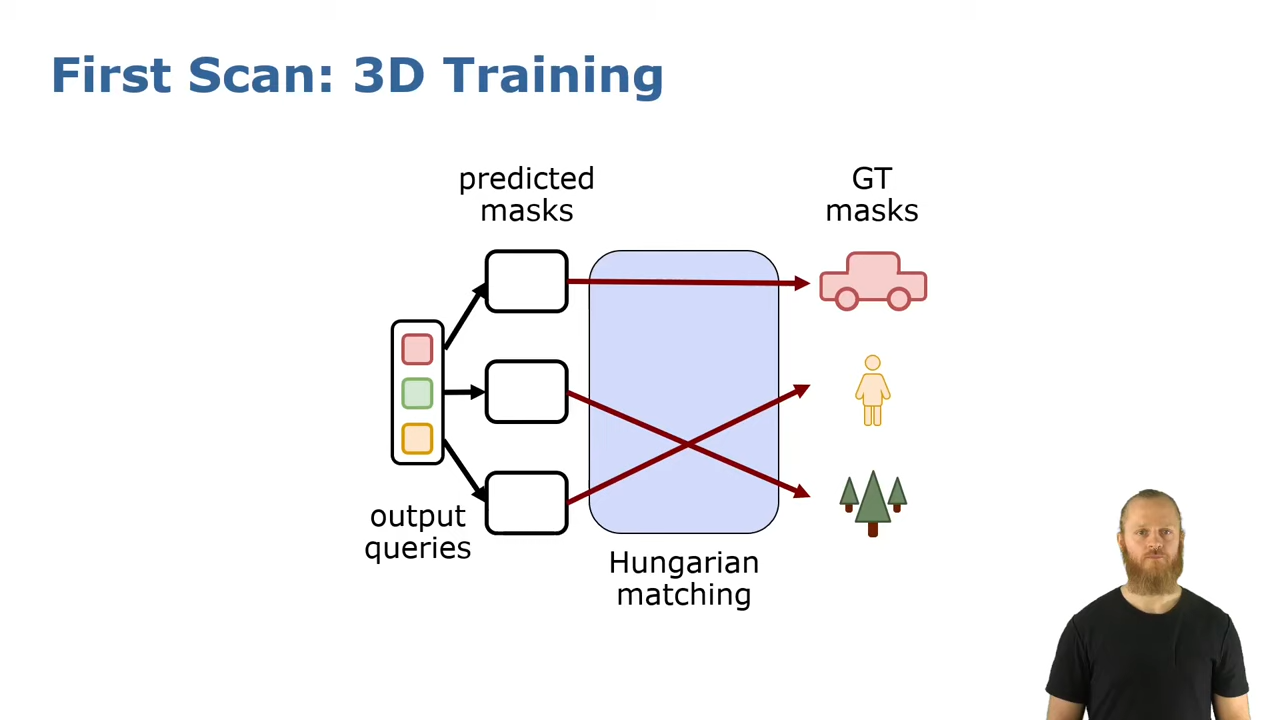 First Scan: 3D Training
predicted
masks
GT
masks
output
queries
Hungarian
matching